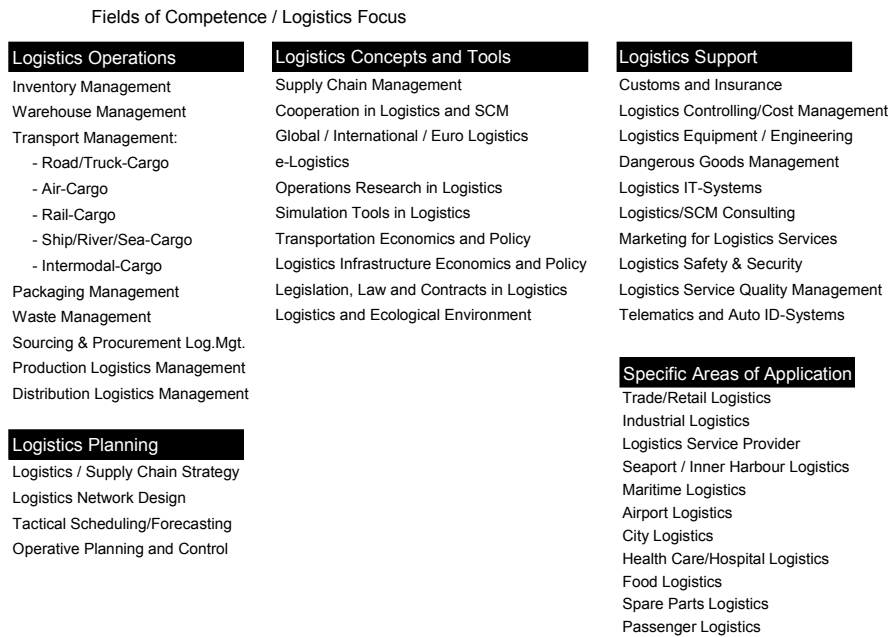 Fields of Competence / Logistics Focus
Logistics Operations
Inventory Management
Warehouse Management
Transport Management:
- Road/Truck-Cargo
- Air-Cargo
- Rail-Cargo
- Ship/River/Sea-Cargo
- Intermodal-Cargo
Packaging Management
Waste Management
Sourcing & Procurement Log.Mgt.
Production Logistics Management
Distribution Logistics Management
Logistics Planning
Logistics / Supply Chain Strategy
Logistics Network Design
Tactical Scheduling/Forecasting
Operative Planning and Control
Logistics Concepts and Tools
Supply Chain Management
Cooperation in Logistics and SCM
Global / International / Euro Logistics
e-Logistics
Operations Research in Logistics
Simulation Tools in Logistics
Transportation Economics and Policy
Logistics Infrastructure Economics and Policy
Legislation, Law and Contracts in Logistics
Logistics and Ecological Environment
Logistics Support
Customs and Insurance
Logistics Controlling/Cost Management
Logistics Equipment / Engineering
Dangerous Goods Management
Logistics IT-Systems
Logistics/SCM Consulting
Marketing for Logistics Services
Logistics Safety & Security
Logistics Service Quality Management
Telematics and Auto ID-Systems
Specific Areas of Application
Trade/Retail Logistics
Industrial Logistics
Logistics Service Provider
Seaport / Inner Harbour Logistics
Maritime Logistics
Airport Logistics
City Logistics
Health Care/Hospital Logistics
Food Logistics
Spare Parts Logistics
Passenger Logistics